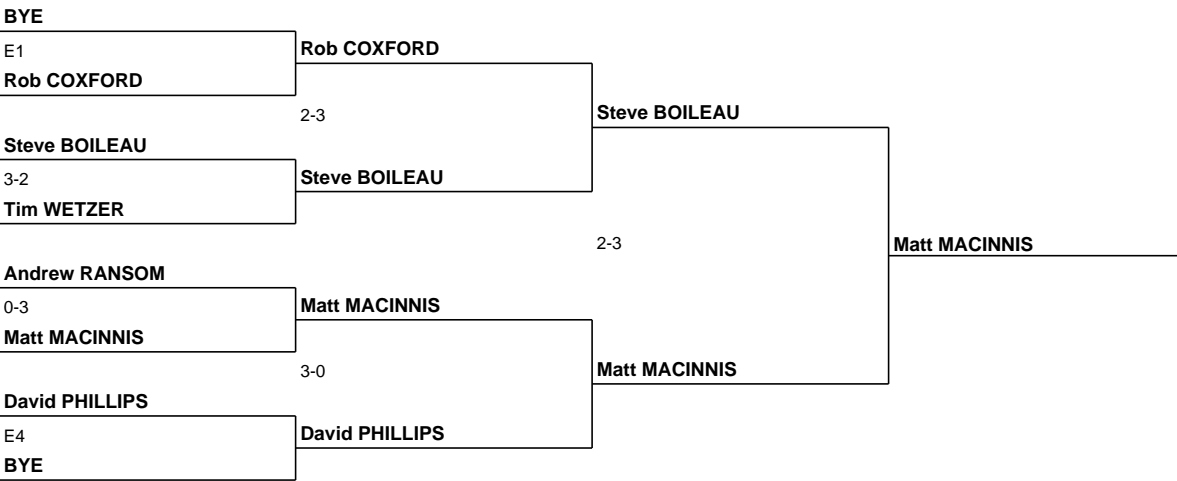 BYE
E1
Rob COXFORD
Rob COXFORD
2-3
Steve BOILEAU
Steve BOILEAU
3-2
Steve BOILEAU
Tim WETZER
2-3
Matt MACINNIS
Andrew RANSOM
0-3
Matt MACINNIS
Matt MACINNIS
3-0
Matt MACINNIS
David PHILLIPS
E4
David PHILLIPS
BYE